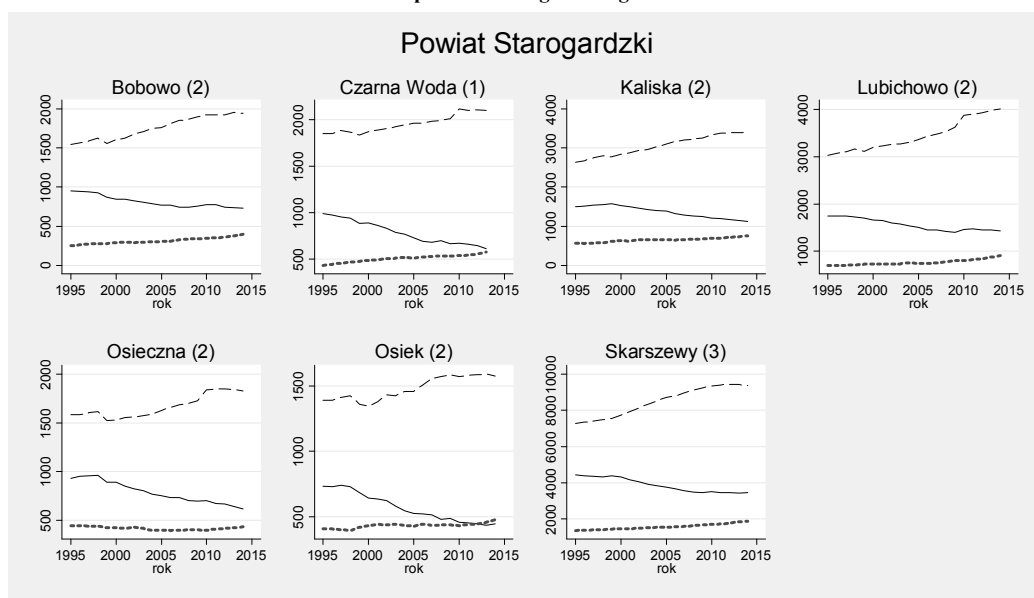 Powiat Starogardzki
Bobowo (2)
2000
1500
1000
500
0
1995 2000 2005 2010 2015
rok
Czarna Woda (1)
2000
1500
1000
500
1995 2000 2005 2010 2015
rok
Kaliska (2)
4000
3000
2000
1000
0
1995 2000 2005 2010 2015
rok
Lubichowo (2)
4000
3000
2000
1000
1995 2000 2005 2010 2015
rok
Osieczna (2)
2000
1500
1000
500
1995 2000 2005 2010 2015
rok
Osiek (2)
1500
1000
500
1995 2000 2005 2010 2015
rok
Skarszewy (3)
10000
8000
6000
4000
2000
1995 2000 2005 2010 2015
rok